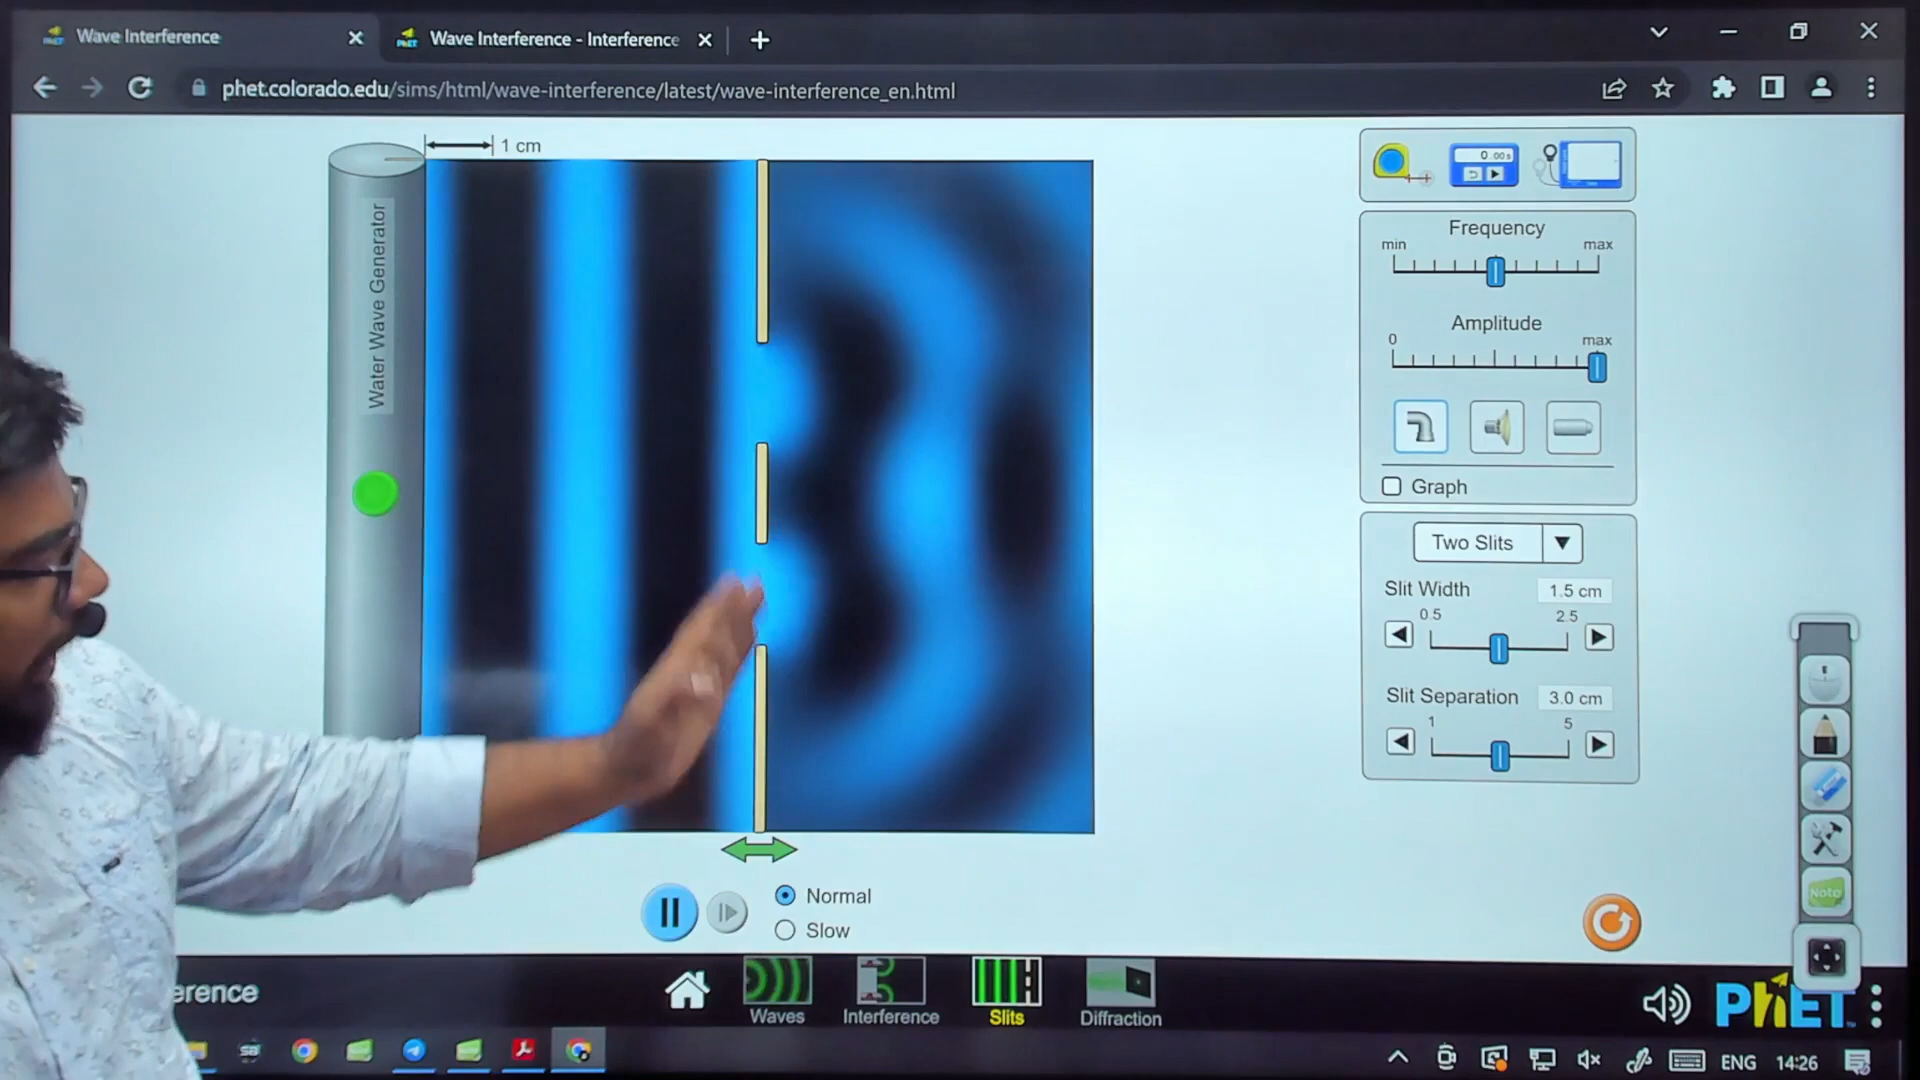 Wave Interference
Wave Interference - Interference
phet.colorado.edu/sims/html/wave-interference/latest/wave-interference_en.html
1 cm
Water Wave Generator
0.00s
Frequency
min max
Amplitude
0 max
Graph
Two Slits
Slit Width 1.5 cm
0.5 2.5
Slit Separation 3.0 cm
1 5
Normal
Slow
Note
erence
Waves Interference Slits Diffraction
PhET
ENG 14:26